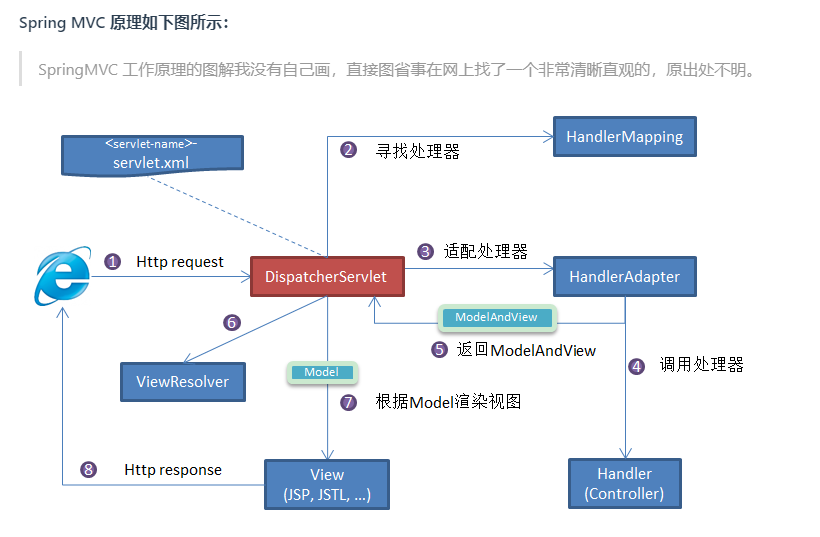 Spring MVC 原理如下图所示：
SpringMVC 工作原理的图解我没有自己画，直接图省事在网上找了一个非常清晰直观的，原出处不明。
<servlet-name>-
servlet.xml
2 寻找处理器
HandlerMapping
1 Http request
DispatcherServlet
3 适配处理器
HandlerAdapter
ModelAndView
5 返回ModelAndView
6
4 调用处理器
ViewResolver
Model
7 根据Model渲染视图
8 Http response
View
(JSP, JSTL, ...)
Handler
(Controller)